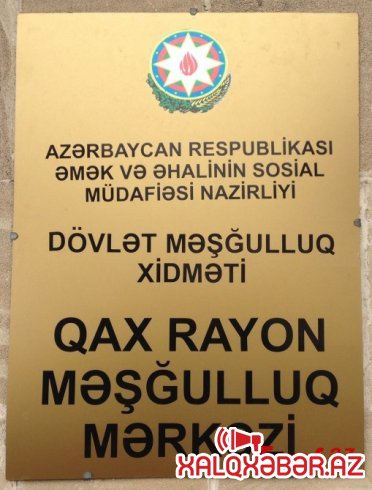 AZƏRBAYCAN RESPUBLİKASI
ƏMƏK VƏ ƏHALİNİN SOSİAL
MÜDAFİƏSİ NAZİRLİYİ
DÖVLƏT MƏŞĞULLUQ
XİDMƏTİ
QAX RAYON
MƏŞĞULLUQ
MƏRKƏZİ
XALQXƏBƏR.AZ